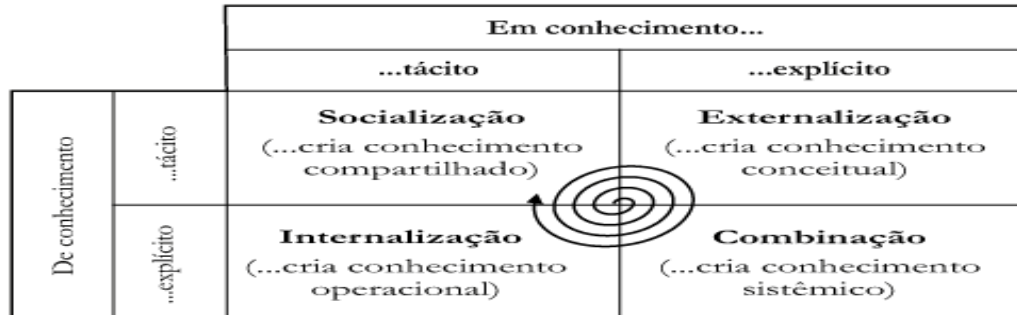 Em conhecimento...
...tácito
...explícito
De conhecimento
...tácito
Socialização
(...cria conhecimento
compartilhado)
Externalização
(...cria conhecimento
conceitual)
...explícito
Internalização
(...cria conhecimento
operacional)
Combinação
(...cria conhecimento
sistêmico)